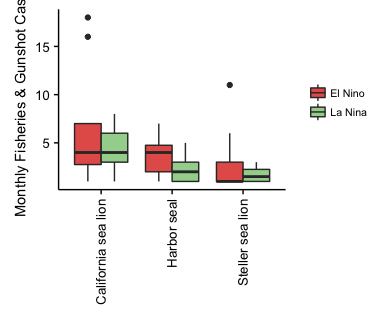 Monthly Fisheries & Gunshot Cas
15
10
5
California sea lion
Harbor seal
Steller sea lion
El Nino
La Nina